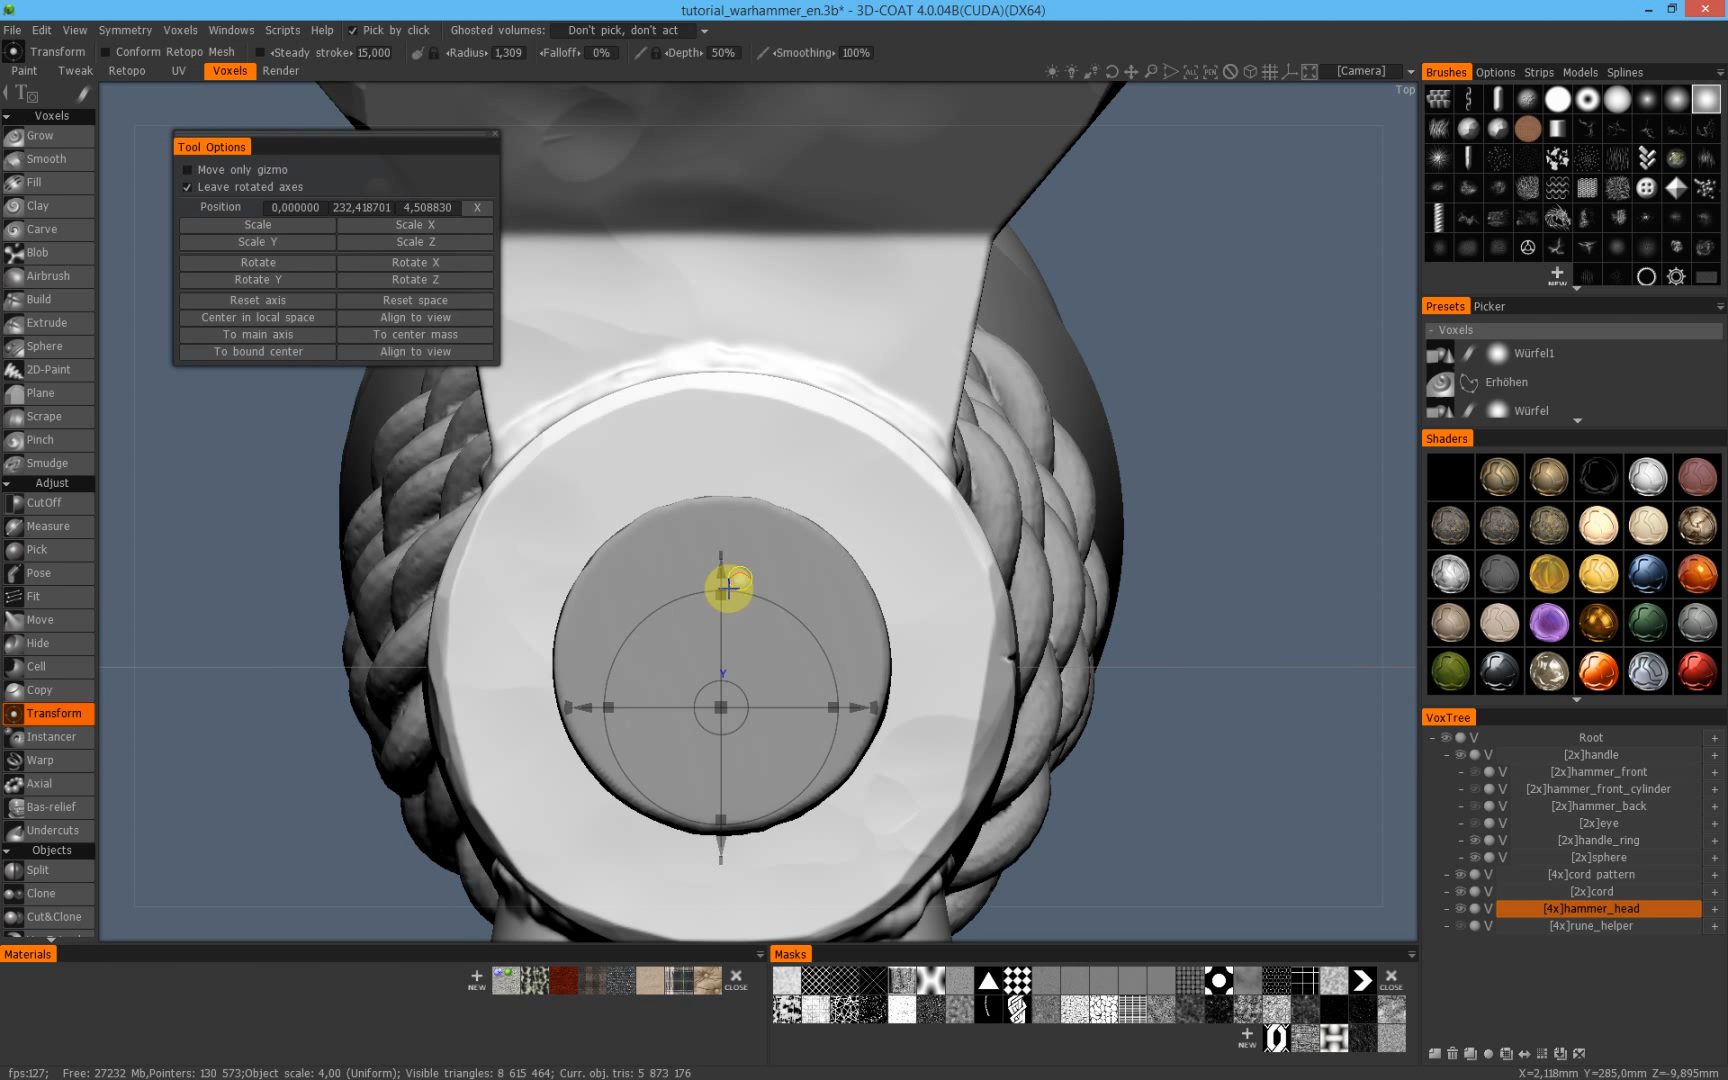 tutorial_warhammer_en.3b* - 3D-COAT 4.0.04B(CUDA)(DX64)
File Edit View Symmetry Voxels Windows Scripts Help Pick by click Ghosted volumes: Don't pick, don't act
Transform Conform Retopo Mesh Steady stroke 15,000 Radius 1,309 Falloff 0% Depth 50% Smoothing 100%
Paint Tweak Retopo UV Voxels Render [Camera]
Top
Voxels
Grow
Smooth
Fill
Clay
Carve
Blob
Airbrush
Build
Extrude
Sphere
2D-Paint
Plane
Scrape
Pinch
Smudge
Adjust
CutOff
Measure
Pick
Pose
Fit
Move
Hide
Cell
Copy
Transform
Instancer
Warp
Axial
Bas-relief
Undercuts
Objects
Split
Clone
Cut&Clone
Tool Options
Move only gizmo
Leave rotated axes
Position 0,000000 232,418701 4,508830 X
Scale Scale X
Scale Y Scale Z
Rotate Rotate X
Rotate Y Rotate Z
Reset axis Reset space
Center in local space Align to view
To main axis To center mass
To bound center Align to view
Y
Brushes Options Strips Models Splines
NEW
Presets Picker
- Voxels
Würfel1
Erhöhen
Würfel
Shaders
VoxTree
Root
[2x]handle
[2x]hammer_front
[2x]hammer_front_cylinder
[2x]hammer_back
[2x]eye
[2x]handle_ring
[2x]sphere
[4x]cord pattern
[2x]cord
[4x]hammer_head
[4x]rune_helper
Materials
NEW CLOSE
Masks
CLOSE
NEW
fps:127; Free: 27232 Mb,Pointers: 130 573;Object scale: 4,00 (Uniform); Visible triangles: 8 615 464; Curr. obj. tris: 5 873 176
X=2,118mm Y=285,0mm Z=-9,895mm